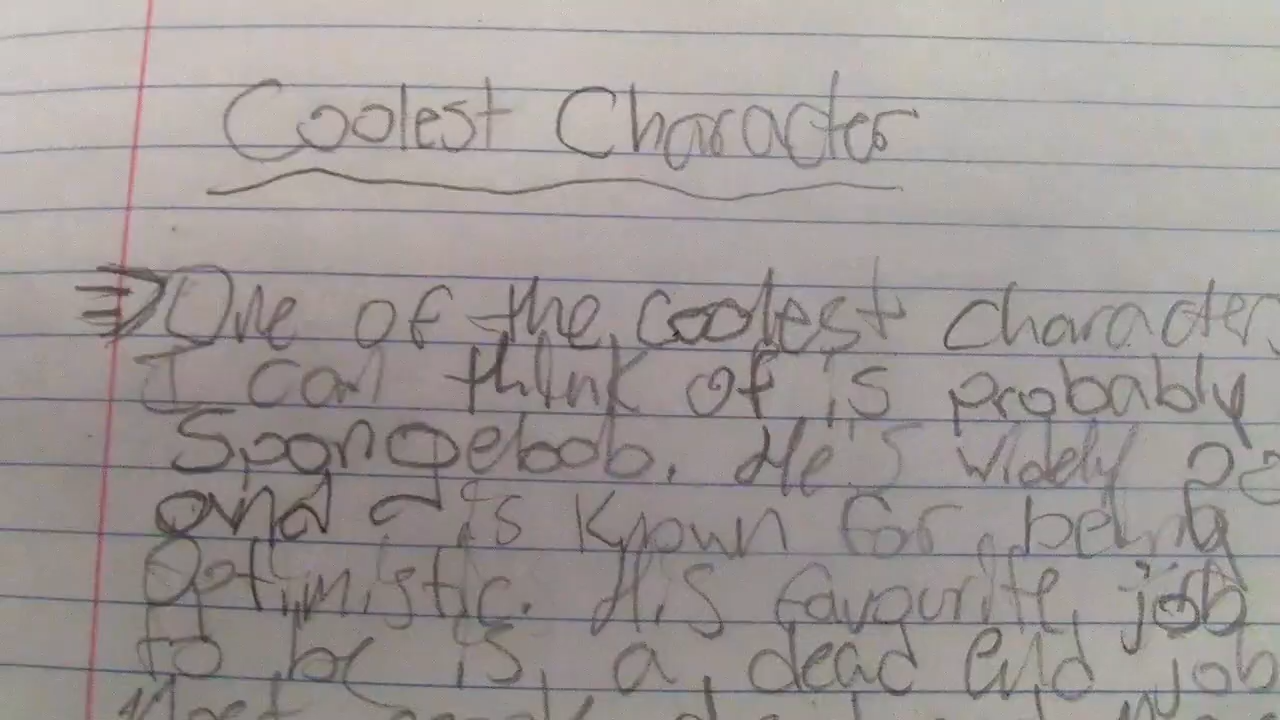 Coolest Character
One of the coolest character
I can think of is probably
Spongebob. He's widely
and is known for being
Optimistic. His favourite job
to be is a dead end job